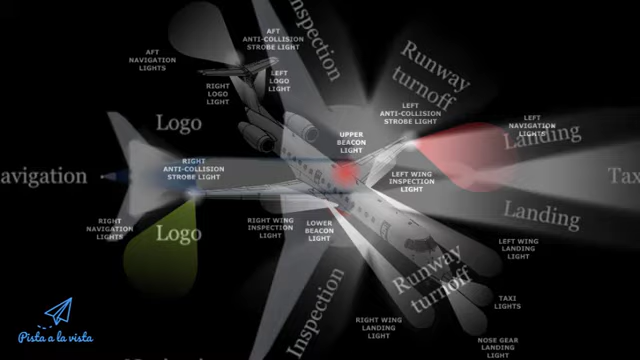 Inspection
Runway
turnoff
AFT
ANTI-COLLISION
STROBE LIGHT
AFT
NAVIGATION
LIGHTS
LEFT
LOGO
LIGHT
RIGHT
LOGO
LIGHT
Logo
LEFT
ANTI-COLLISION
STROBE LIGHT
LEFT
NAVIGATION
LIGHTS
Landing
UPPER
BEACON
LIGHT
avigation
RIGHT
ANTI-COLLISION
STROBE LIGHT
LEFT WING
INSPECTION
LIGHT
Tax
RIGHT
NAVIGATION
LIGHTS
Logo
RIGHT WING
INSPECTION
LIGHT
LOWER
BEACON
LIGHT
Landing
LEFT WING
LANDING
LIGHT
Inspection
Runway
turnoff
TAXI
LIGHTS
RIGHT WING
LANDING
LIGHT
NOSE GEAR
LANDING
LIGHT
Pista a la vista